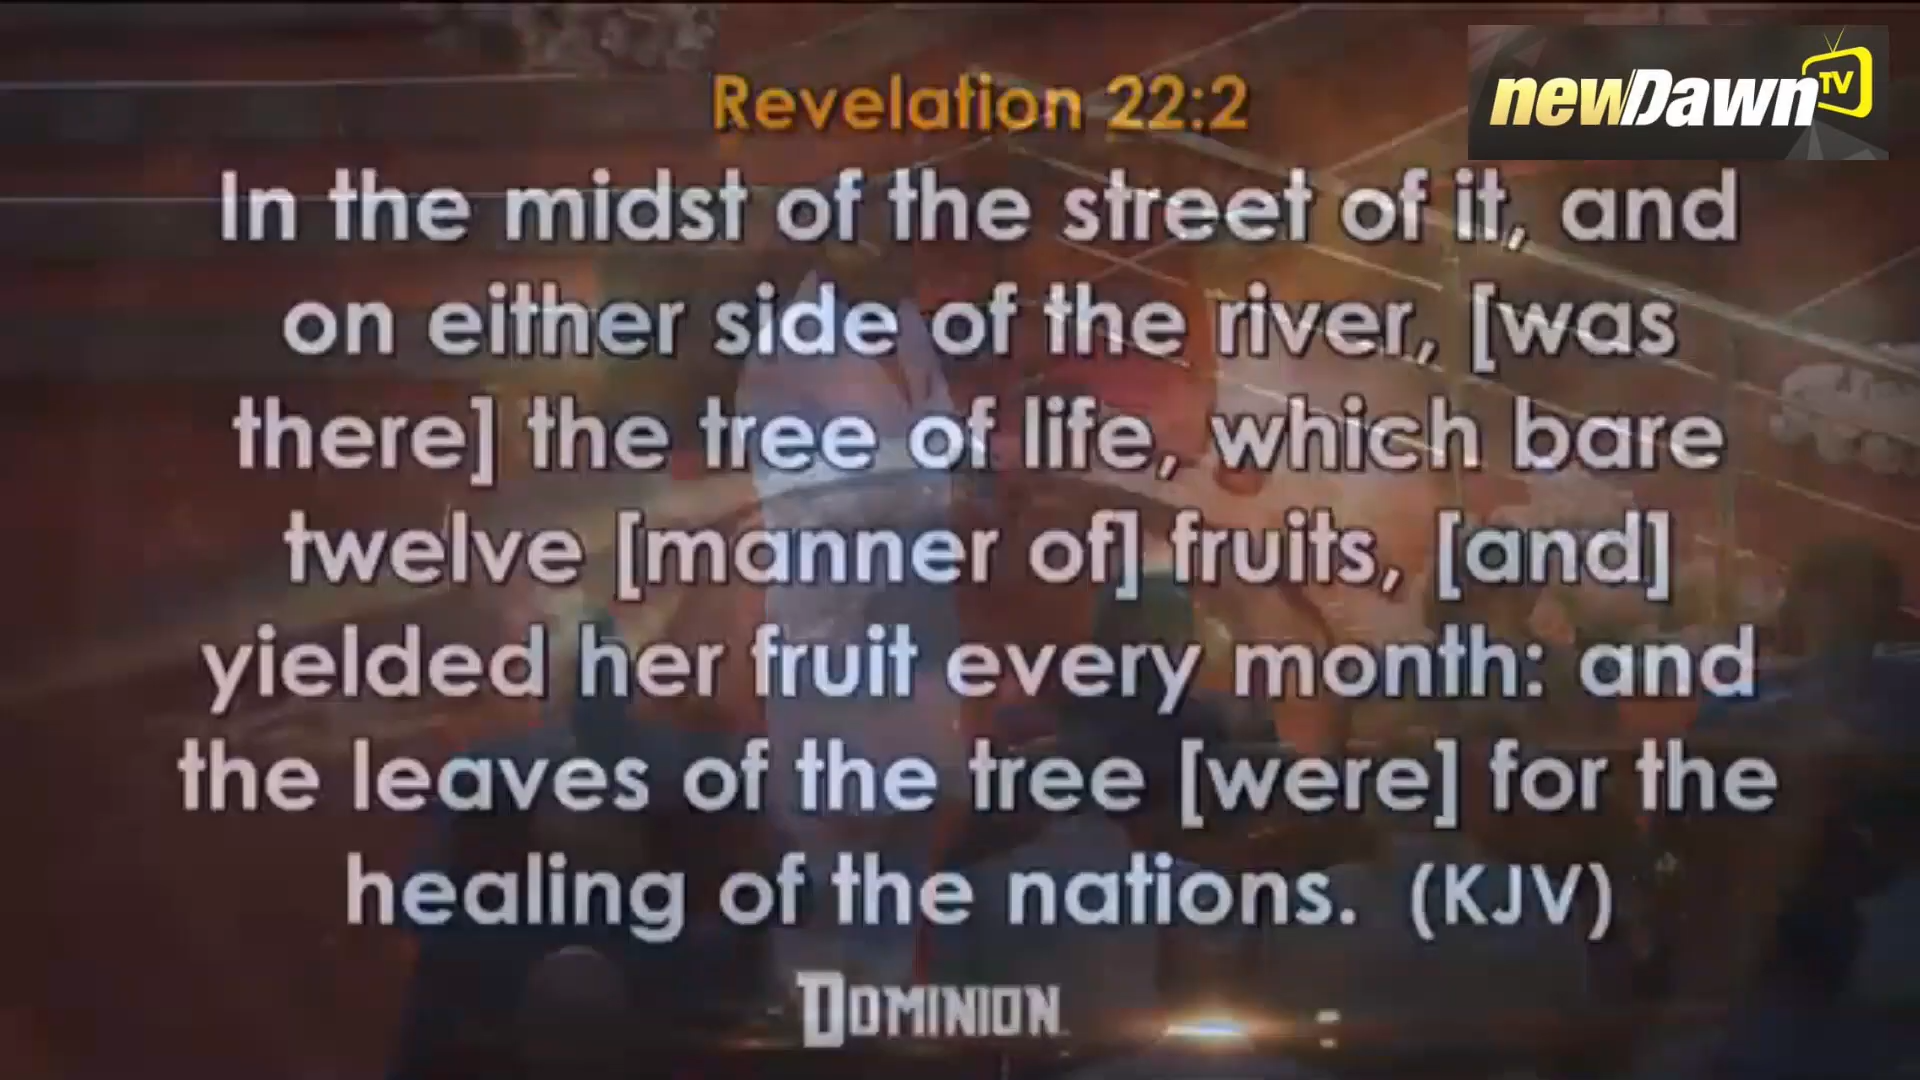 newDawn TV
Revelation 22:2
In the midst of the street of it, and
on either side of the river, [was
there] the tree of life, which bare
twelve [manner of] fruits, [and]
yielded her fruit every month: and
the leaves of the tree [were] for the
healing of the nations. (KJV)
DOMINION
: